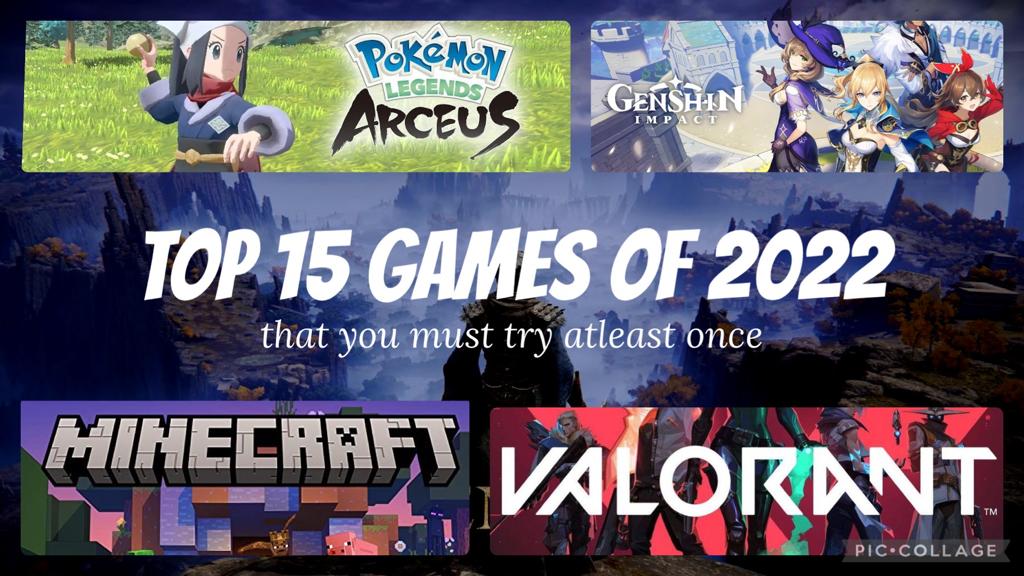 POKéMON
LEGENDS
ARCEUS
GENSHIN
IMPACT
TOP 15 GAMES OF 2022
that you must try atleast once
MINECRAFT
VALORANT
TM
PIC•COLLAGE